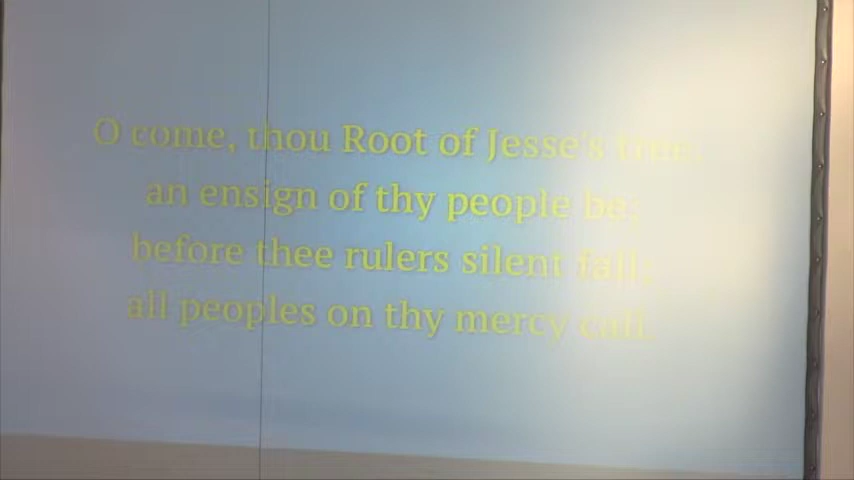 O come, thou Root of Jesse's tree,
an ensign of thy people be;
before thee rulers silent fall;
all peoples on thy mercy call.